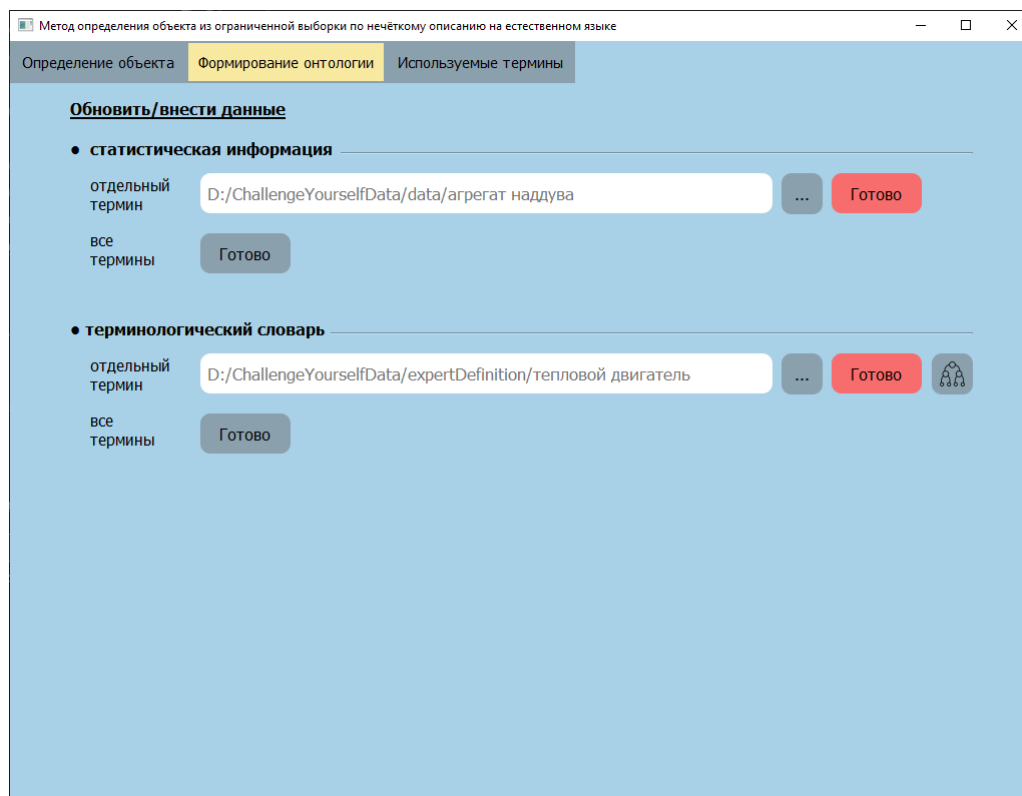 Метод определения объекта из ограниченной выборки по нечёткому описанию на естественном языке
Определение объекта Формирование онтологии Используемые термины
Обновить/внести данные
● статистическая информация
отдельный
термин
D:/ChallengeYourselfData/data/агрегат наддува ... Готово
все
термины
Готово
● терминологический словарь
отдельный
термин
D:/ChallengeYourselfData/expertDefinition/тепловой двигатель ... Готово
все
термины
Готово